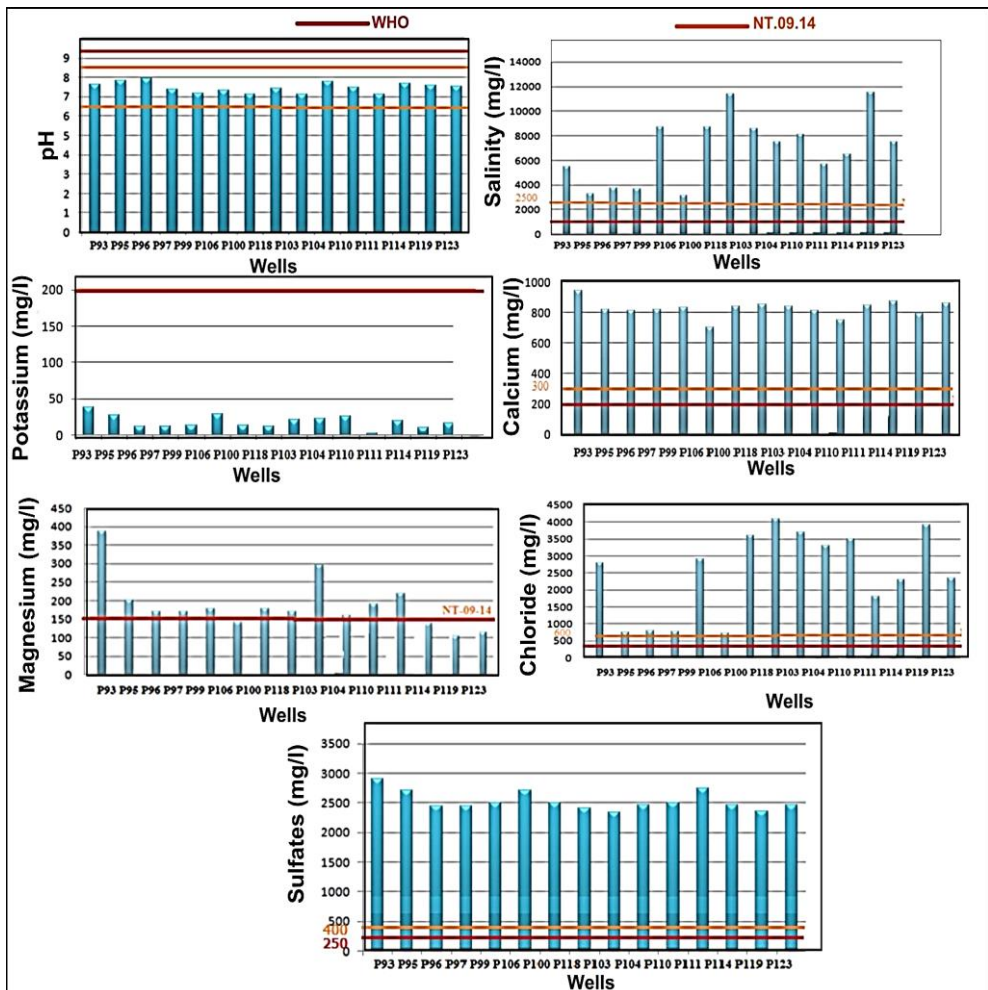 WHO
NT.09.14
pH
9
8
7
6
5
4
3
2
1
0
P93 P95 P96 P97 P99 P106 P100 P118 P103 P104 P110 P111 P114 P119 P123
Wells
Salinity (mg/l)
14000
12000
10000
8000
6000
4000
2500
2000
0
P93 P95 P96 P97 P99 P106 P100 P118 P103 P104 P110 P111 P114 P119 P123
Wells
Potassium (mg/l)
200
150
100
50
0
P93 P95 P96 P97 P99 P106 P100 P118 P103 P104 P110 P111 P114 P119 P123
Wells
Calcium (mg/l)
1000
800
600
400
300
200
0
P93 P95 P96 P97 P99 P106 P100 P118 P103 P104 P110 P111 P114 P119 P123
Wells
Magnesium (mg/l)
450
400
350
300
250
200
150
100
50
0
NT-09-14
P93 P95 P96 P97 P99 P106 P100 P118 P103 P104 P110 P111 P114 P119 P123
Wells
Chloride (mg/l)
4500
4000
3500
3000
2500
2000
1500
1000
600
500
0
P93 P95 P96 P97 P99 P106 P100 P118 P103 P104 P110 P111 P114 P119 P123
Wells
Sulfates (mg/l)
3500
3000
2500
2000
1500
1000
500
400
250
0
P93 P95 P96 P97 P99 P106 P100 P118 P103 P104 P110 P111 P114 P119 P123
Wells